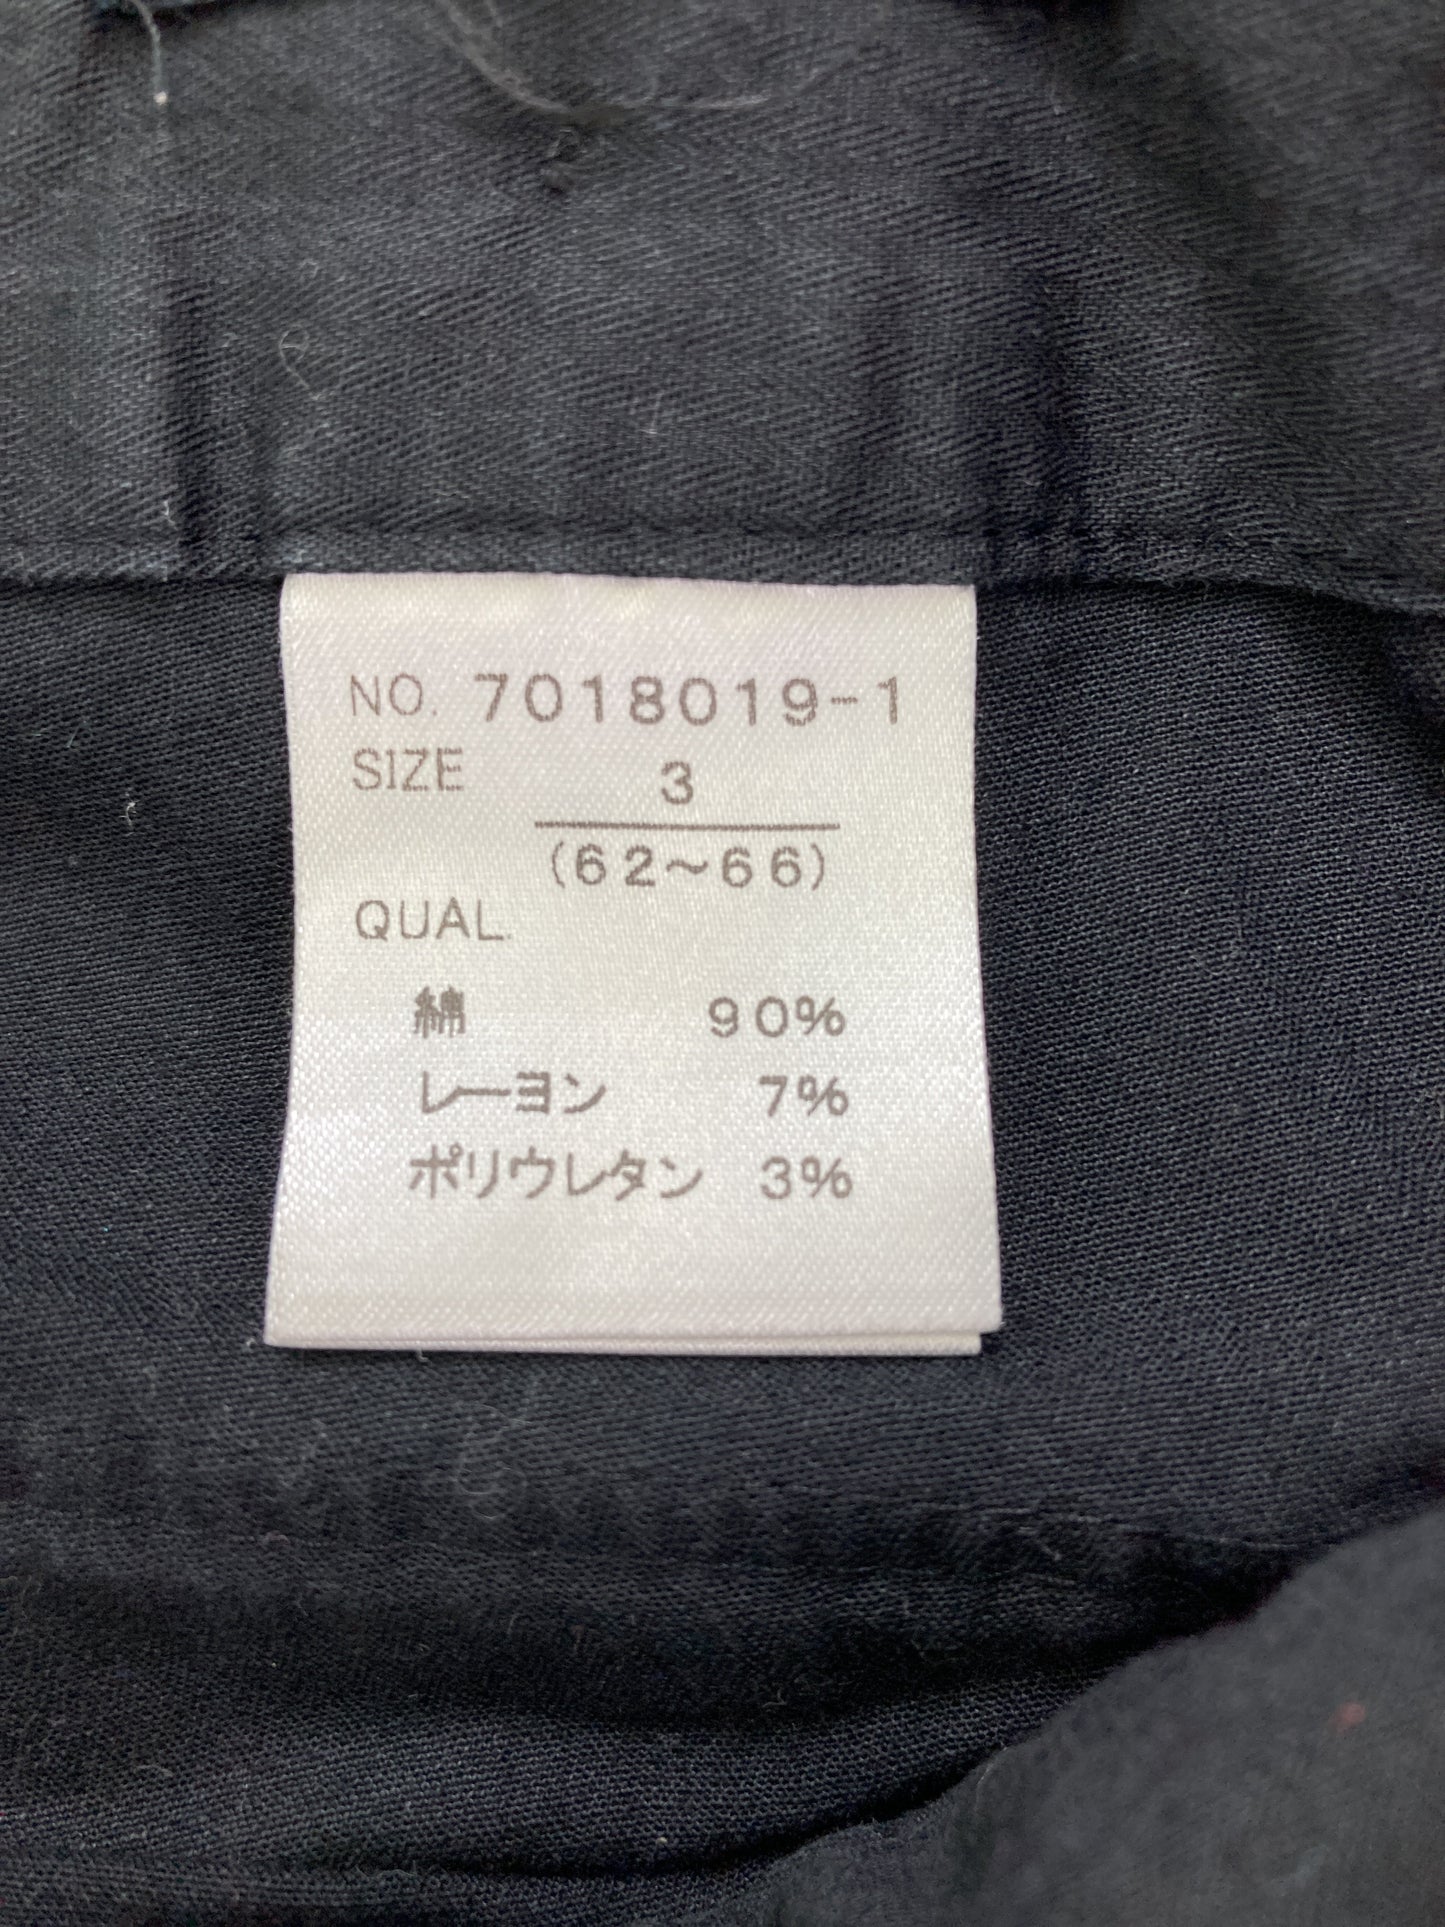 NO. 7018019-1
SIZE 3
(62~66)
QUAL.
綿 90%
レーヨン 7%
ポリウレタン 3%